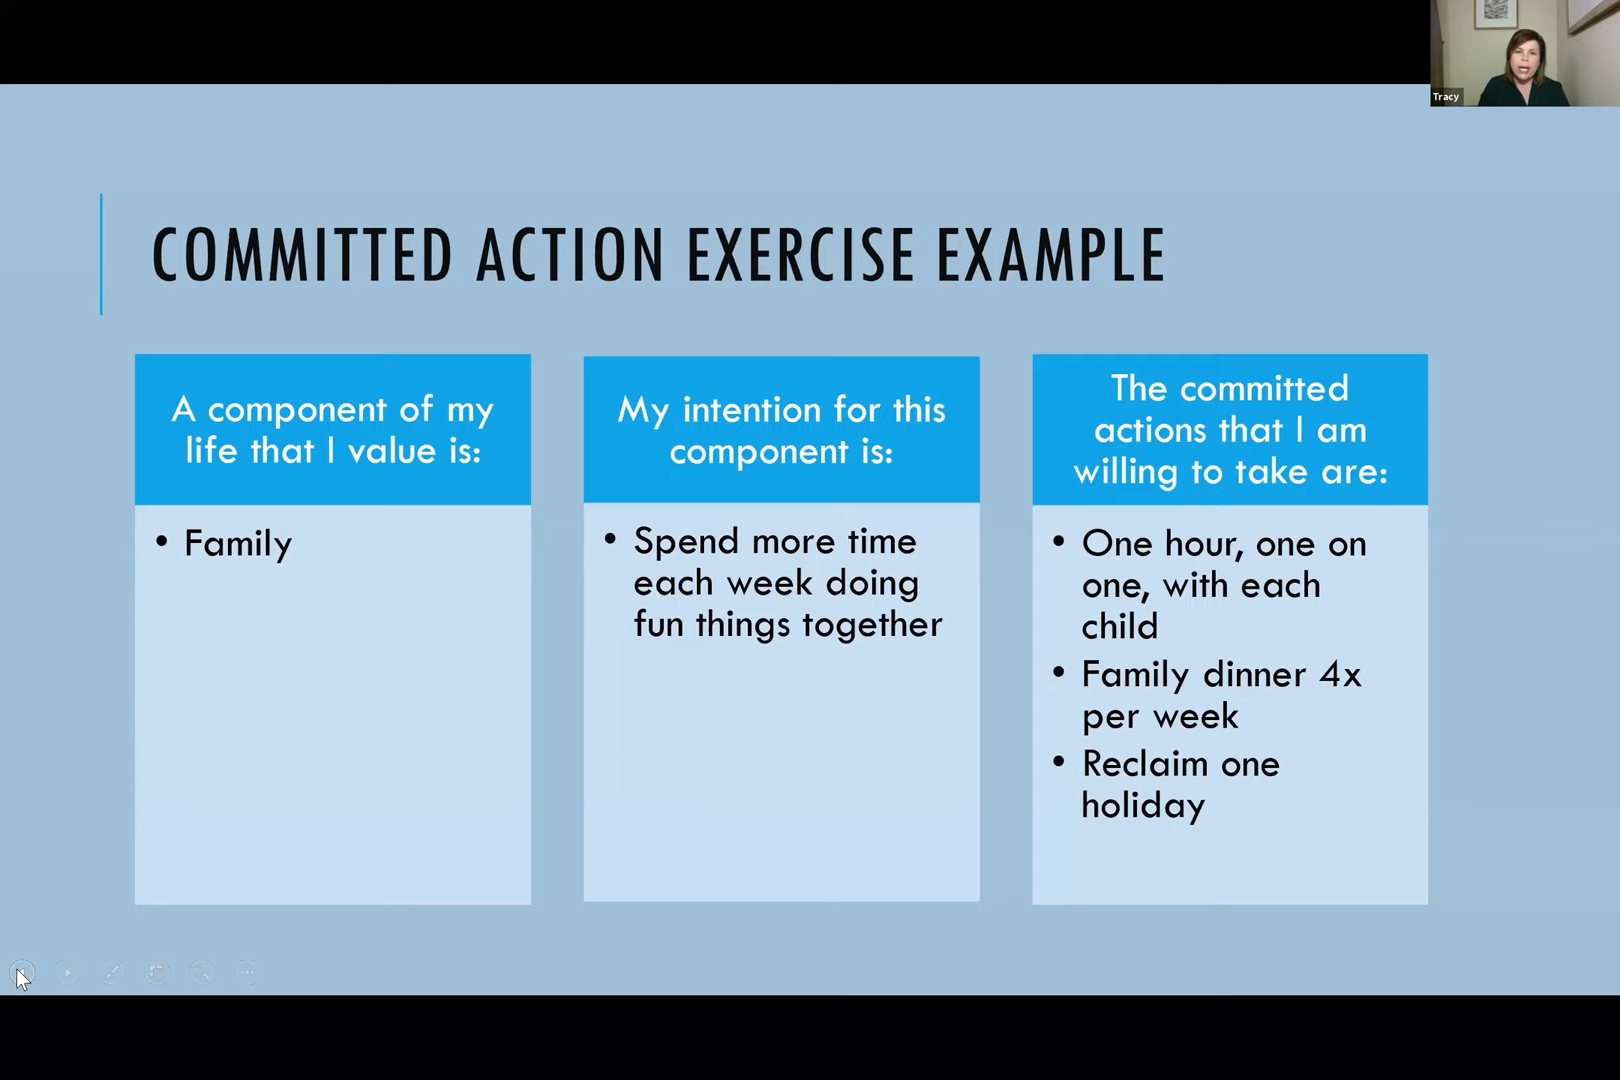 Tracy
COMMITTED ACTION EXERCISE EXAMPLE
A component of my
life that I value is:
• Family
My intention for this
component is:
• Spend more time
each week doing
fun things together
The committed
actions that I am
willing to take are:
• One hour, one on
one, with each
child
• Family dinner 4x
per week
• Reclaim one
holiday